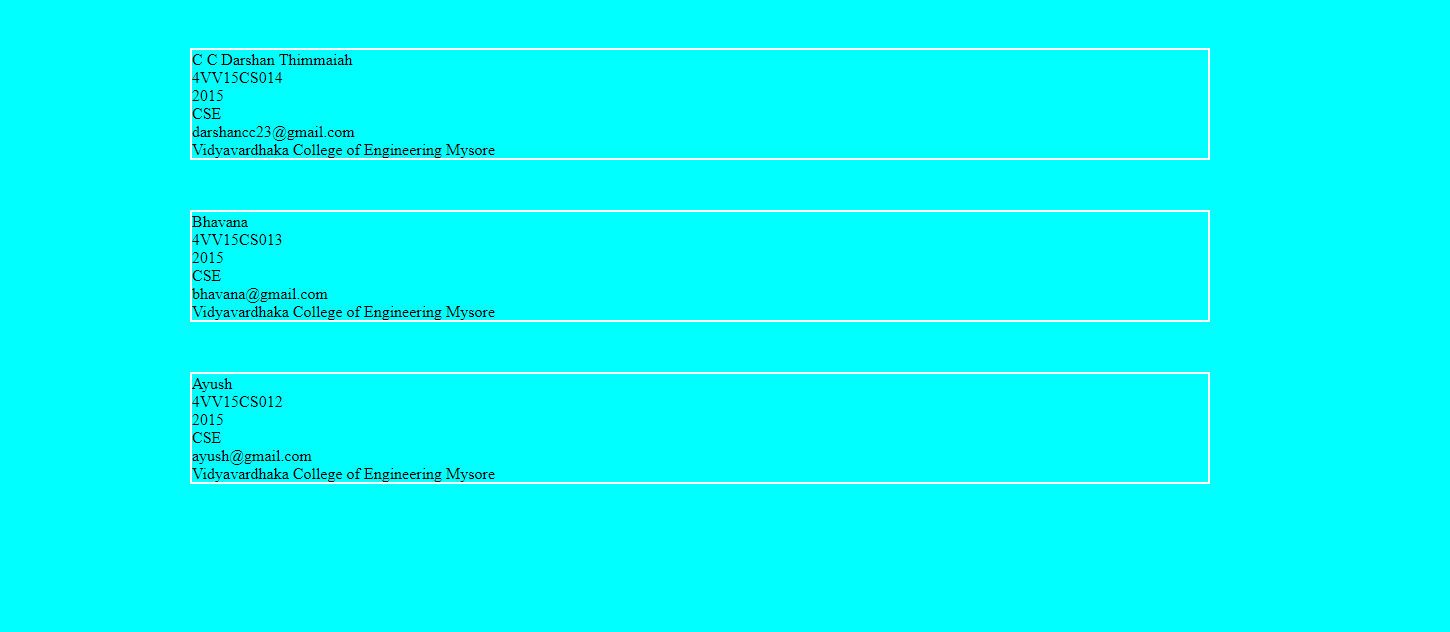 C C Darshan Thimmaiah
4VV15CS014
2015
CSE
darshancc23@gmail.com
Vidyavardhaka College of Engineering Mysore
Bhavana
4VV15CS013
2015
CSE
bhavana@gmail.com
Vidyavardhaka College of Engineering Mysore
Ayush
4VV15CS012
2015
CSE
ayush@gmail.com
Vidyavardhaka College of Engineering Mysore